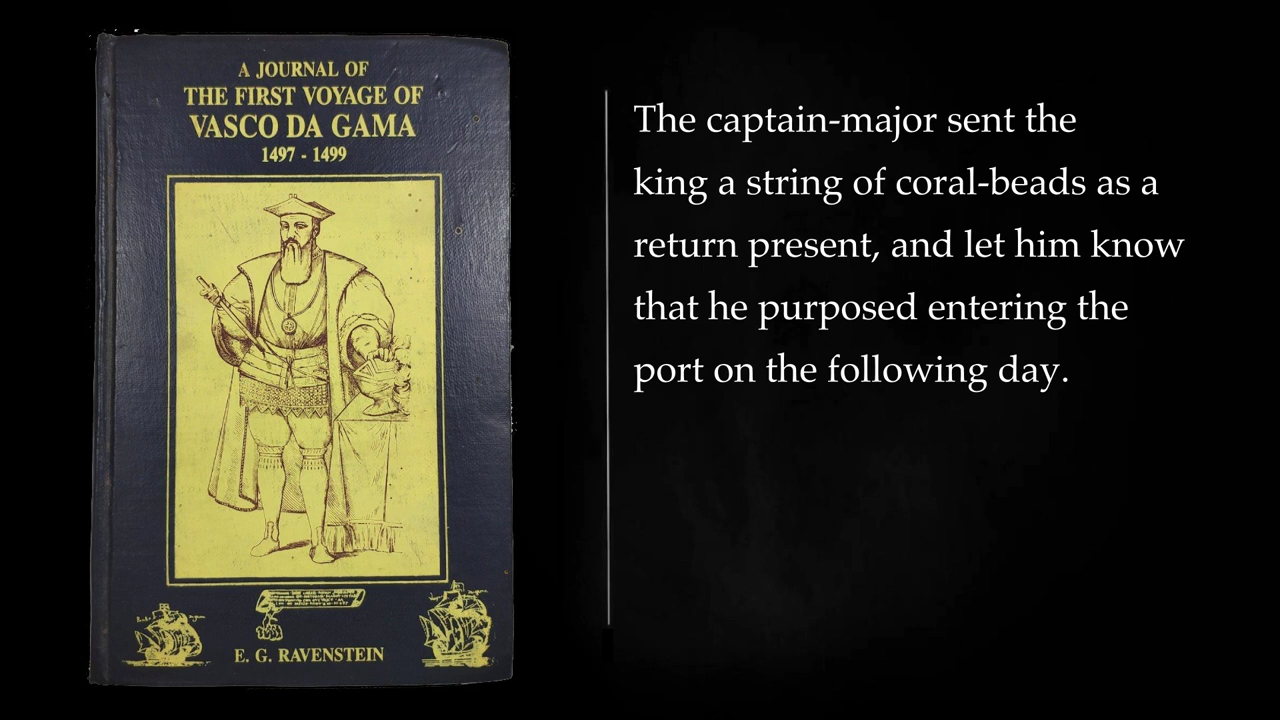 A JOURNAL OF
THE FIRST VOYAGE OF
VASCO DA GAMA
1497 - 1499
E. G. RAVENSTEIN
The captain-major sent the
king a string of coral-beads as a
return present, and let him know
that he purposed entering the
port on the following day.